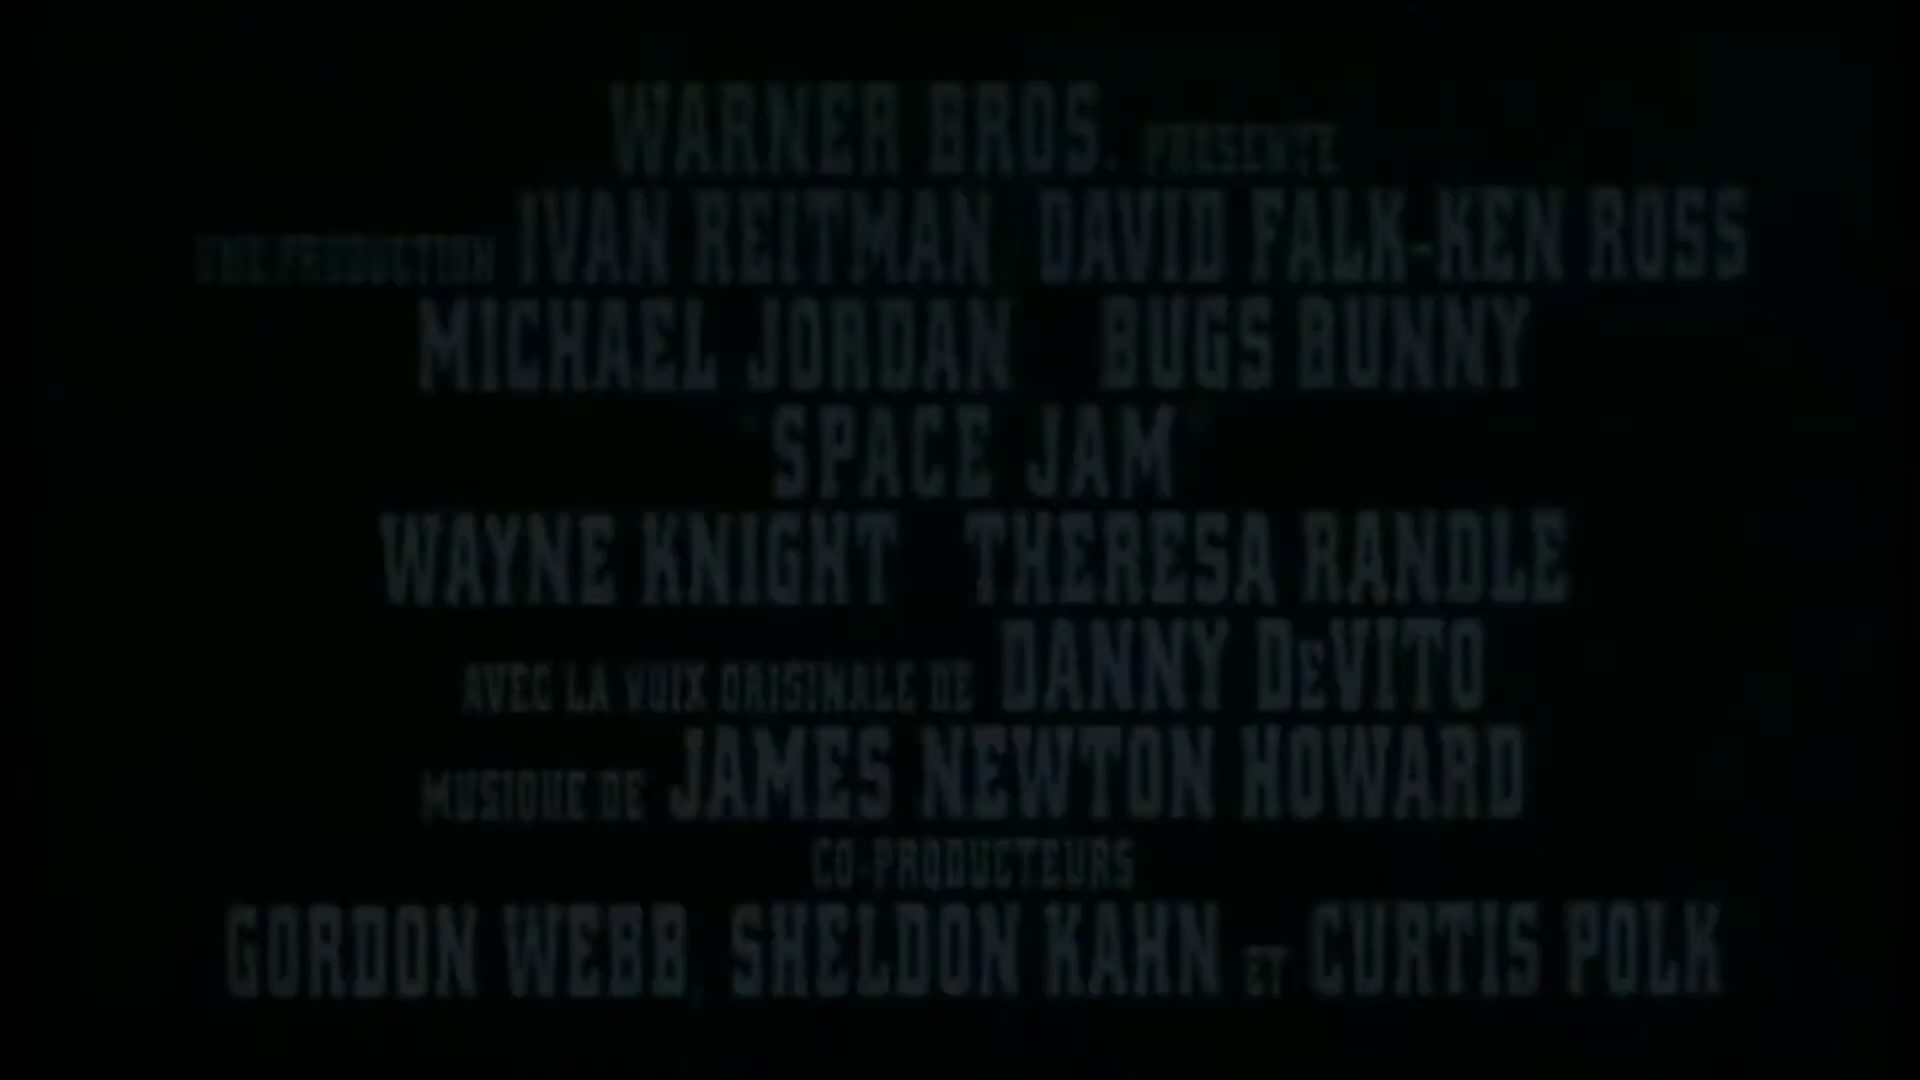 WARNER BROS. PRESENTE
UNE PRODUCTION IVAN REITMAN DAVID FALK-KEN ROSS
MICHAEL JORDAN BUGS BUNNY
"SPACE JAM"
WAYNE KNIGHT THERESA RANDLE
AVEC LA VOIX ORIGINALE DE DANNY DeVITO
MUSIQUE DE JAMES NEWTON HOWARD
CO-PRODUCTEURS
GORDON WEBB, SHELDON KAHN ET CURTIS POLK